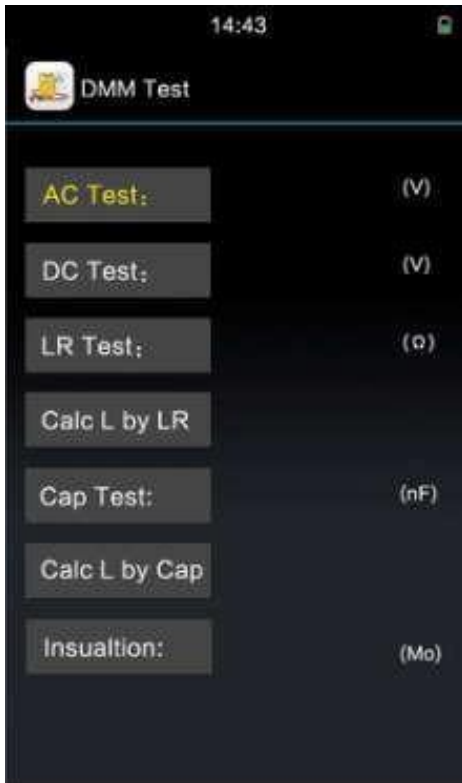 14:43
DMM Test
AC Test: (V)
DC Test: (V)
LR Test: (Ω)
Calc L by LR
Cap Test: (nF)
Calc L by Cap
Insualtion: (Mo)